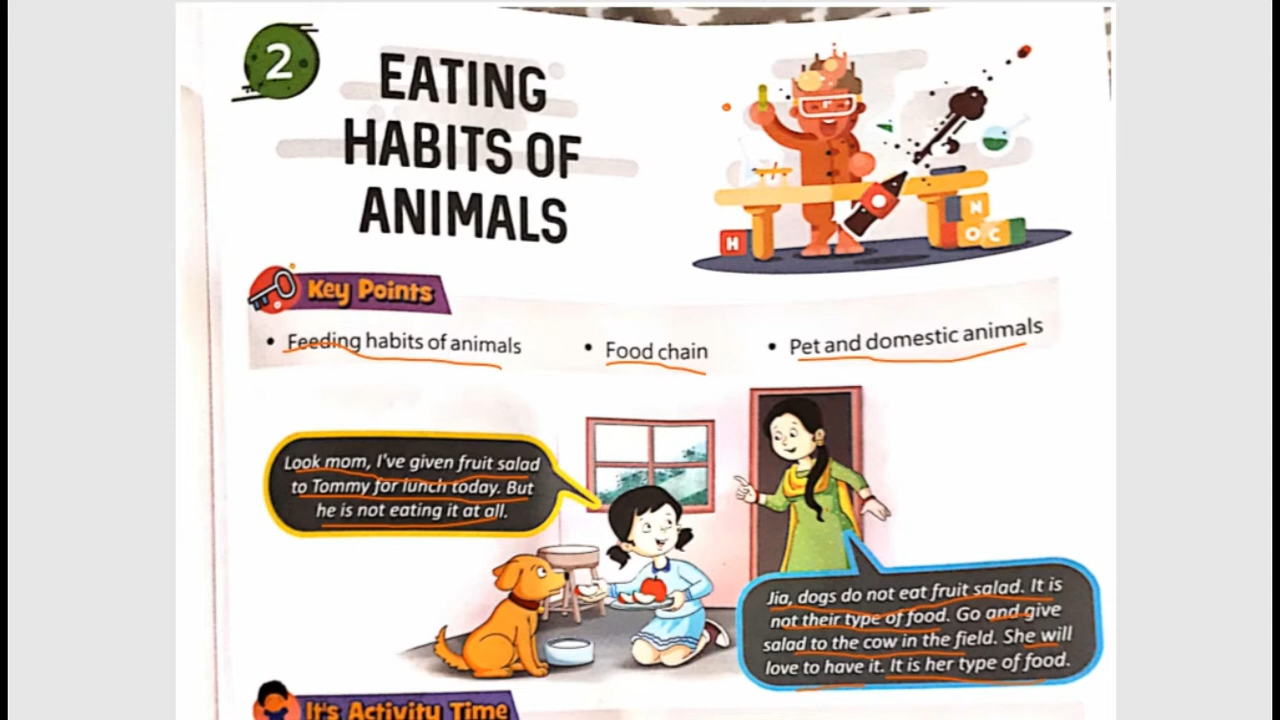 2
EATING
HABITS OF
ANIMALS
H
N
O C
Key Points
• Feeding habits of animals
• Food chain
• Pet and domestic animals
Look mom, I've given fruit salad
to Tommy for lunch today. But
he is not eating it at all.
Jia, dogs do not eat fruit salad. It is
not their type of food. Go and give
salad to the cow in the field. She will
love to have it. It is her type of food.
It's Activity Time